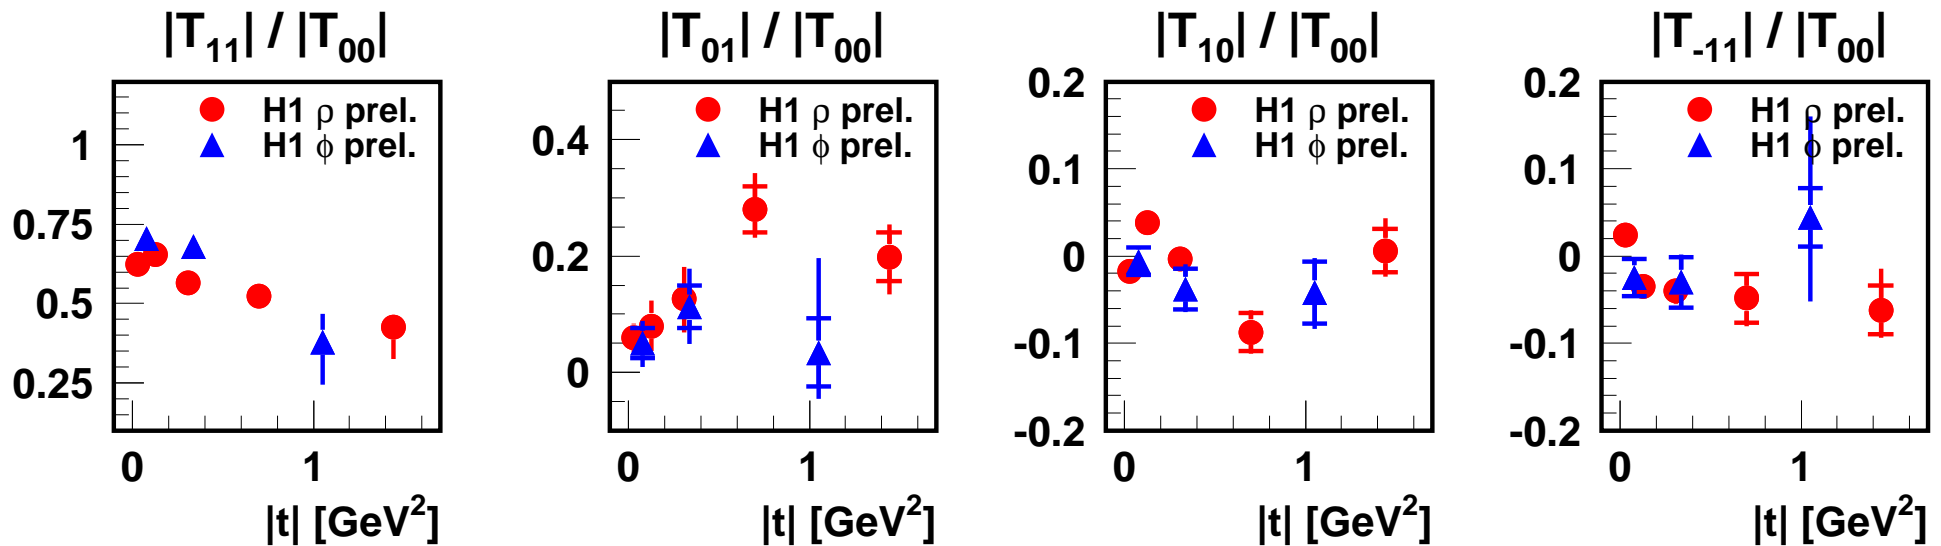 |T₁₁| / |T₀₀|
H1 ρ prel.
H1 ϕ prel.
1
0.75
0.5
0.25
0 1
|t| [GeV²]
|T₀₁| / |T₀₀|
H1 ρ prel.
H1 ϕ prel.
0.4
0.2
0
0 1
|t| [GeV²]
|T₁₀| / |T₀₀|
H1 ρ prel.
H1 ϕ prel.
0.2
0.1
0
-0.1
-0.2
0 1
|t| [GeV²]
|T₋₁₁| / |T₀₀|
H1 ρ prel.
H1 ϕ prel.
0.2
0.1
0
-0.1
-0.2
0 1
|t| [GeV²]